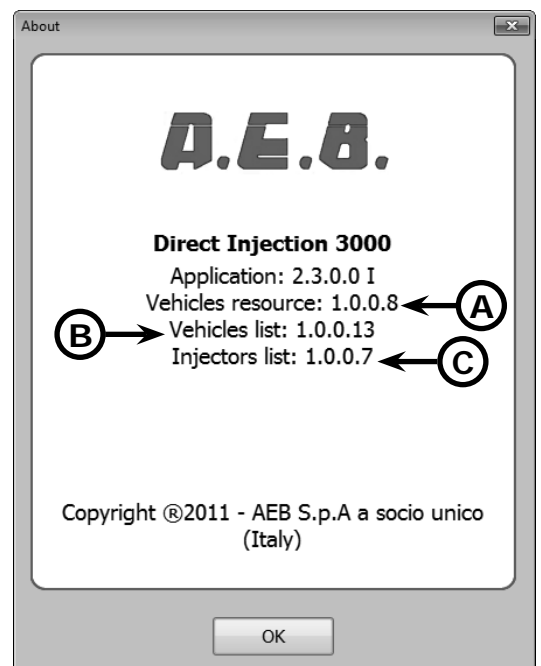 About
A.E.B.
Direct Injection 3000
Application: 2.3.0.0 I
Vehicles resource: 1.0.0.8
A
B
Vehicles list: 1.0.0.13
Injectors list: 1.0.0.7
C
Copyright ®2011 - AEB S.p.A a socio unico
(Italy)
OK